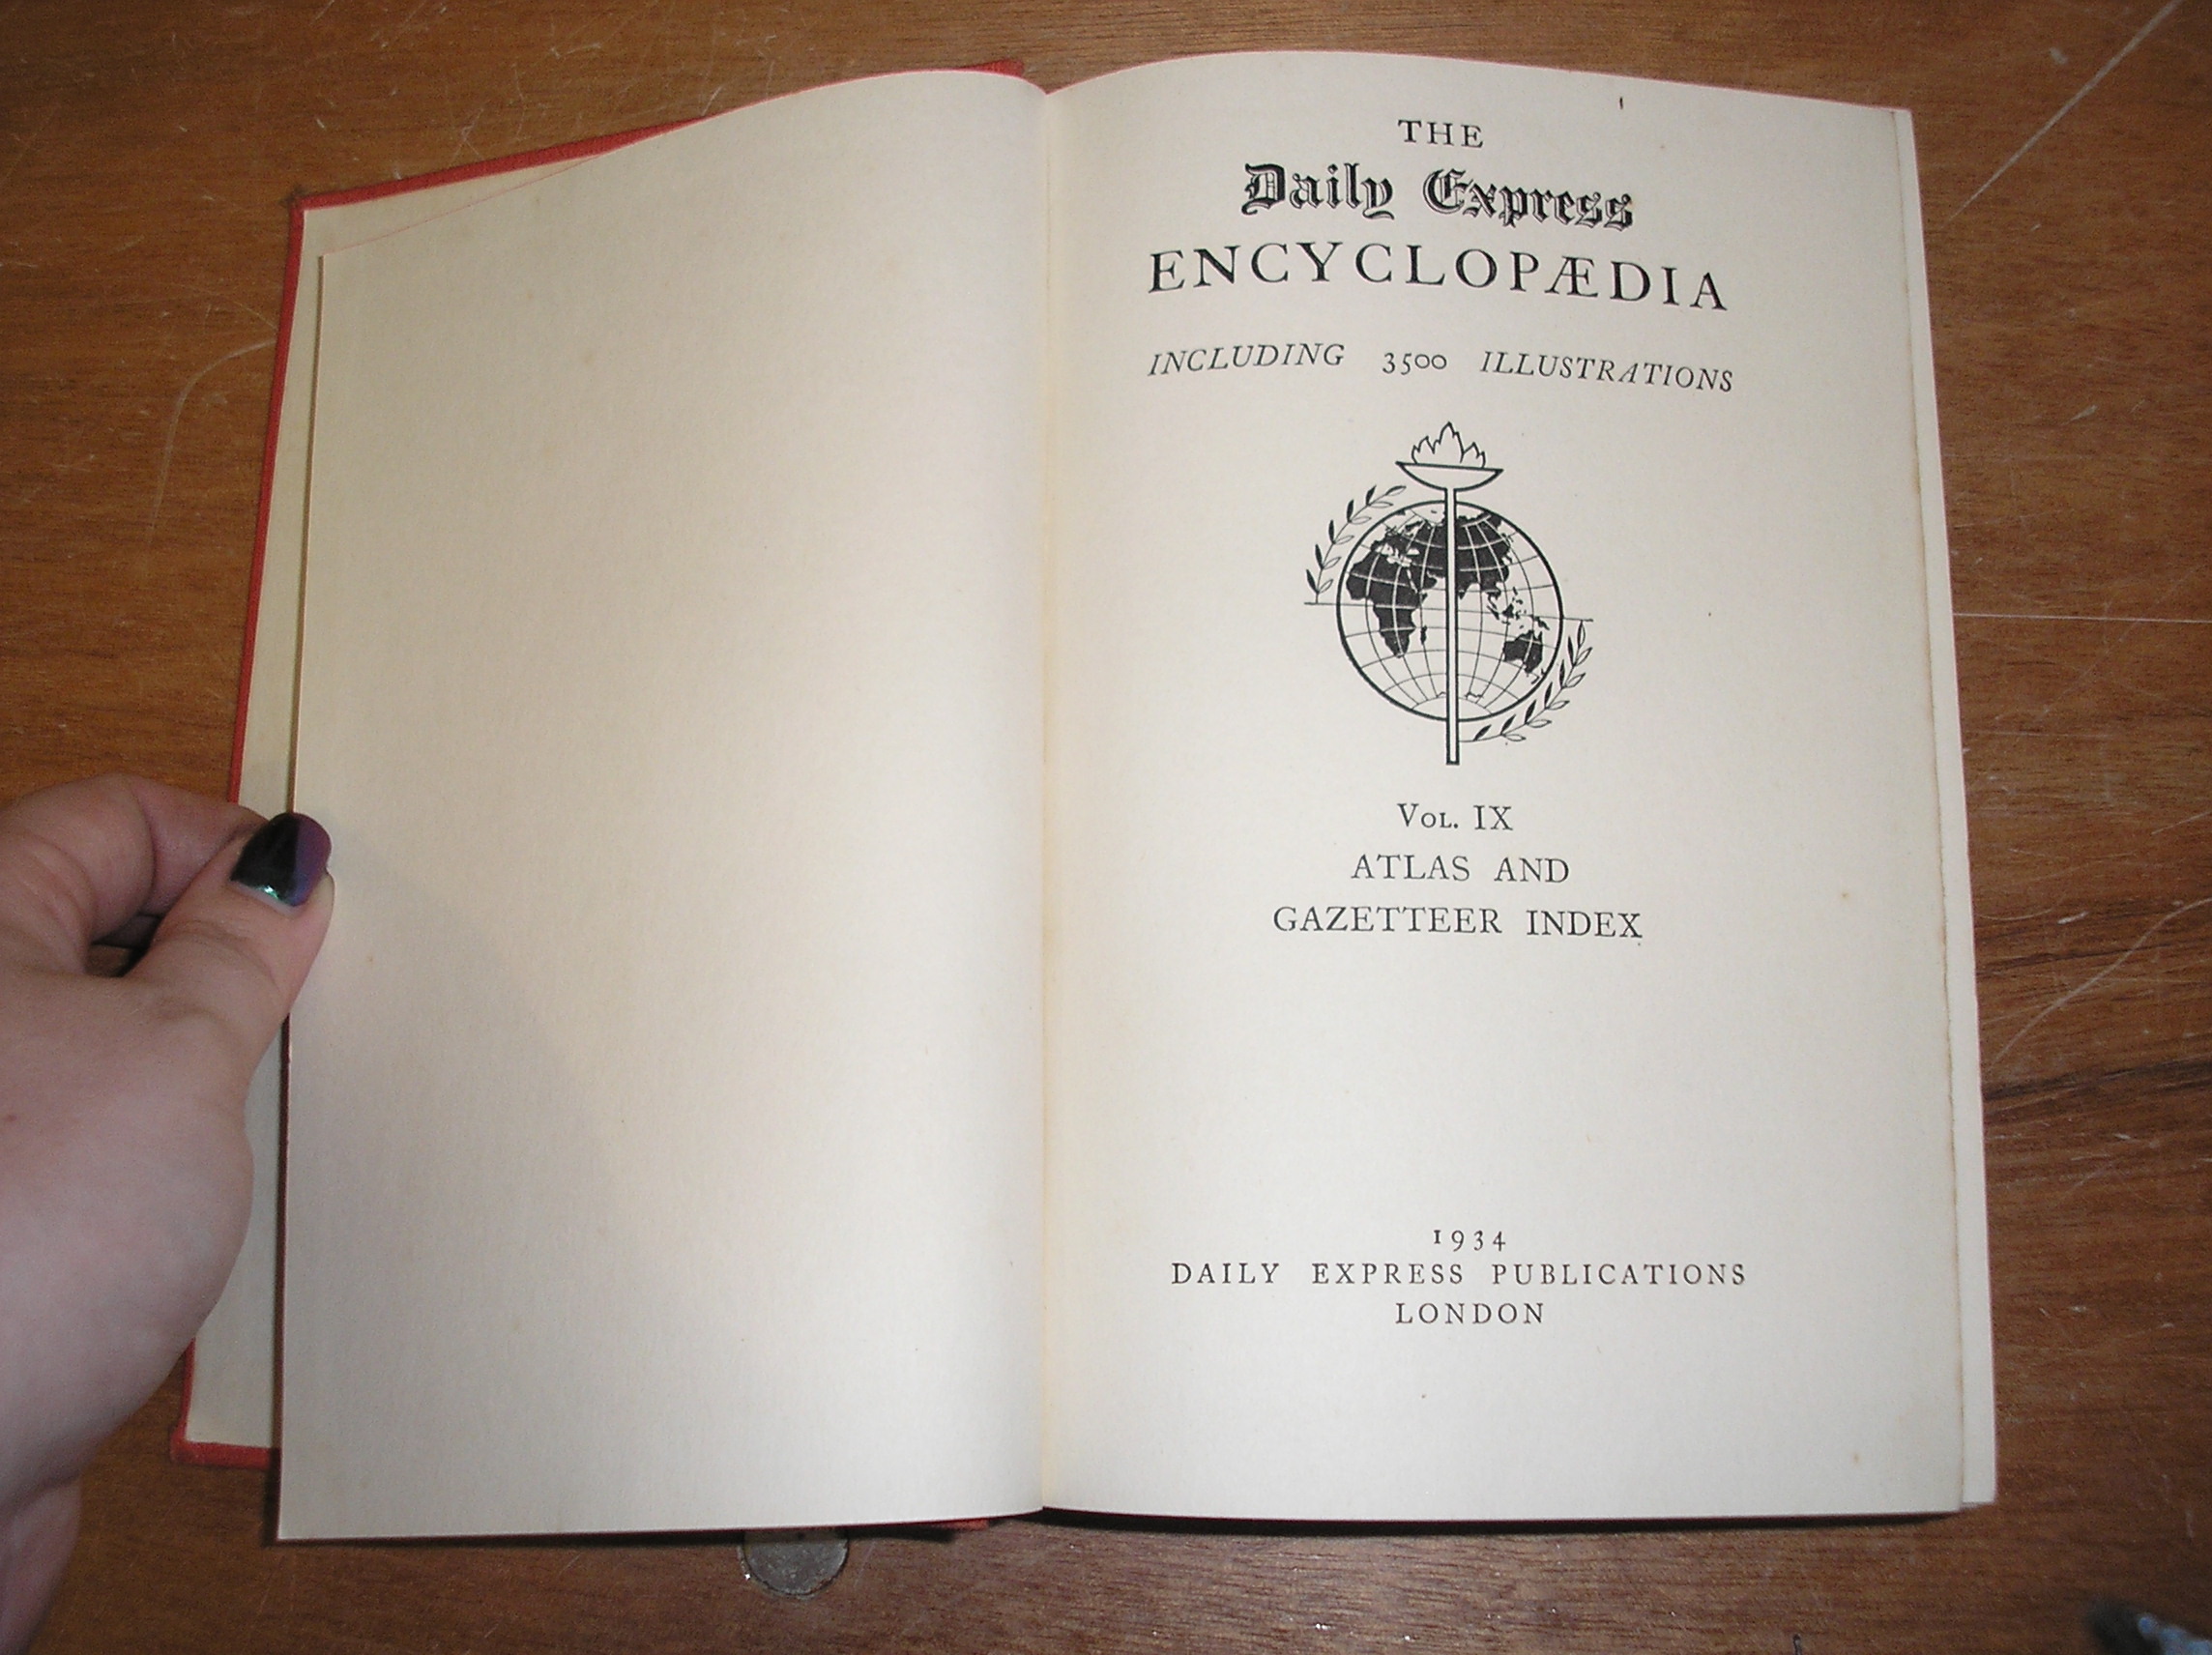 THE
Daily Express
ENCYCLOPÆDIA
INCLUDING 3500 ILLUSTRATIONS
VOL. IX
ATLAS AND
GAZETTEER INDEX
1934
DAILY EXPRESS PUBLICATIONS
LONDON